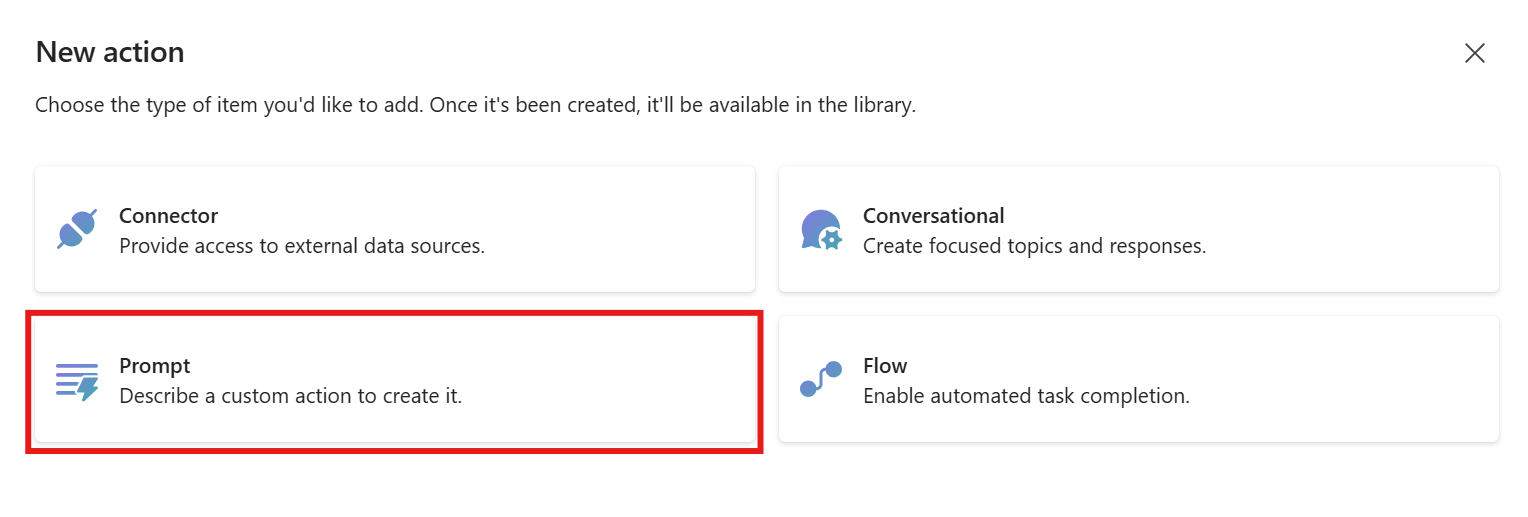 New action
Choose the type of item you'd like to add. Once it's been created, it'll be available in the library.
Connector
Provide access to external data sources.
Conversational
Create focused topics and responses.
Prompt
Describe a custom action to create it.
Flow
Enable automated task completion.